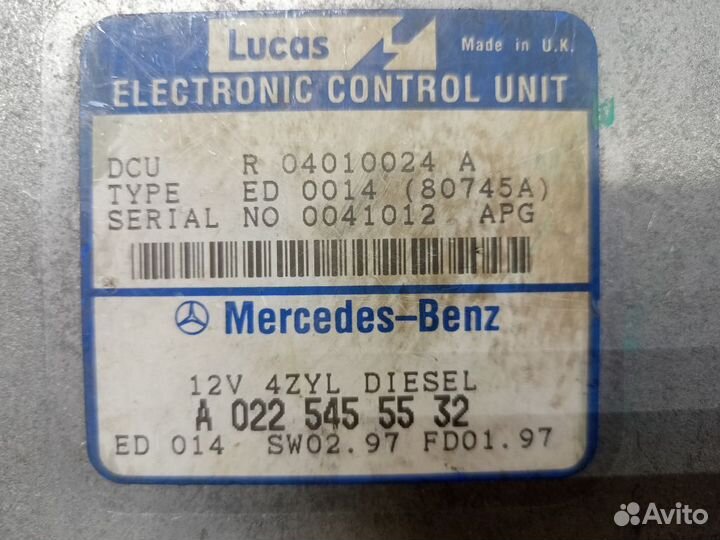 Lucas Made in U.K.
ELECTRONIC CONTROL UNIT
DCU R 04010024 A
TYPE ED 0014 (80745A)
SERIAL NO 0041012 APG
Mercedes-Benz
12V 4ZYL DIESEL
A 022 545 55 32
ED 014 SW02.97 FD01.97
Avito